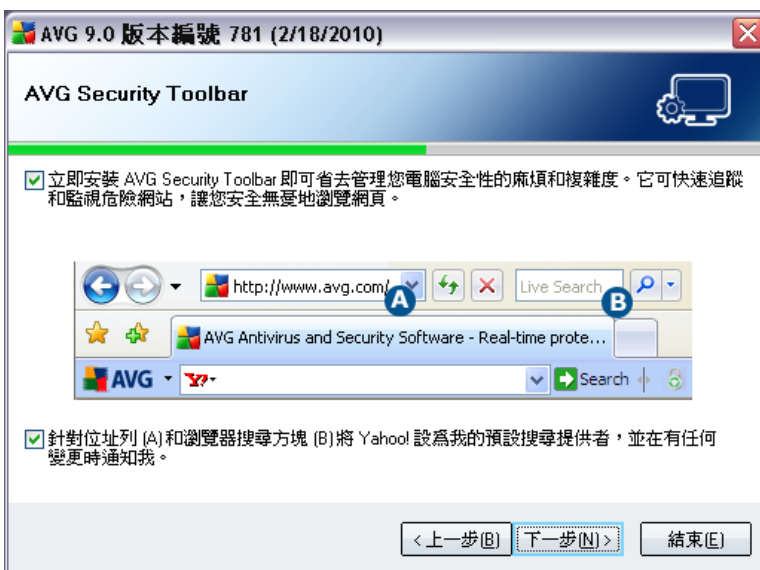 AVG 9.0 版本編號 781 (2/18/2010)
AVG Security Toolbar
立即安裝 AVG Security Toolbar 即可省去管理您電腦安全性的麻煩和複雜度。它可快速追蹤
和監視危險網站，讓您安全無憂地瀏覽網頁。
http://www.avg.com/ A Live Search B
AVG Antivirus and Security Software - Real-time prote...
AVG Y? Search
針對位址列 (A)和瀏覽器搜尋方塊 (B)將 Yahoo! 設爲我的預設搜尋提供者，並在有任何
變更時通知我。
<上一步(B) 下一步(N)> 結束(E)